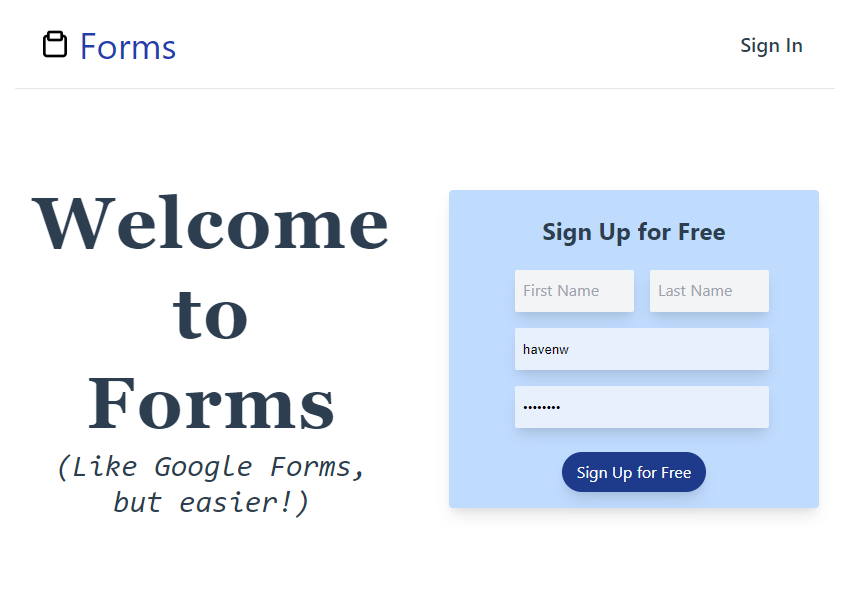 Forms
Sign In
Welcome
to
Forms
(Like Google Forms,
but easier!)
Sign Up for Free
First Name
Last Name
havenw
••••••••
Sign Up for Free